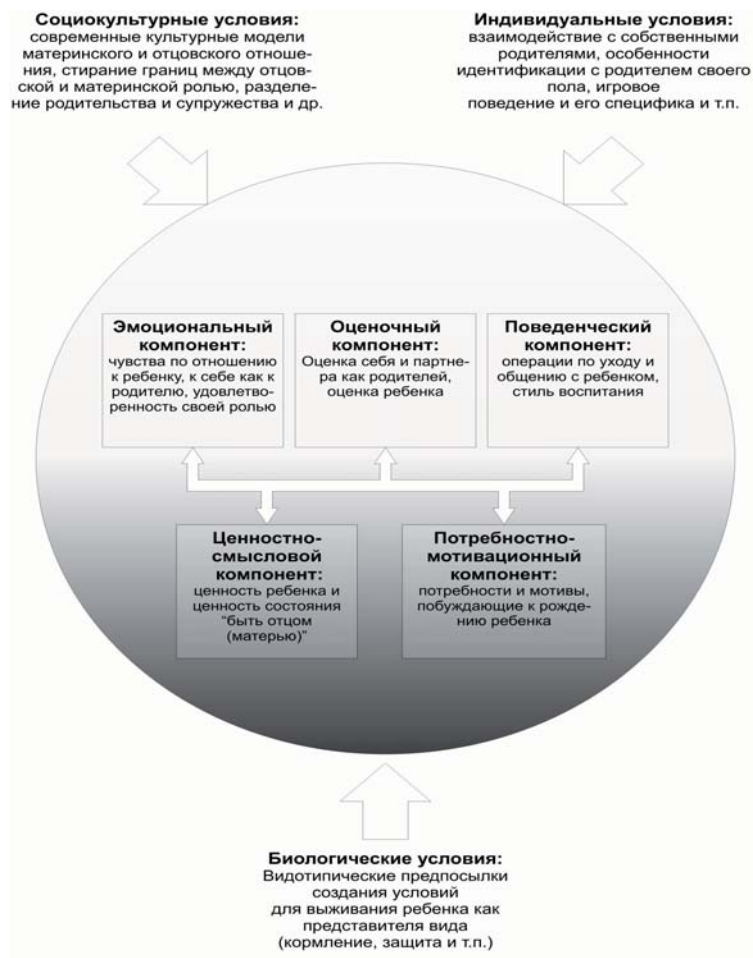 Социокультурные условия:
современные культурные модели
материнского и отцовского отноше-
ния, стирание границ между отцов-
ской и материнской ролью, разделе-
ние родительства и супружества и др.
Индивидуальные условия:
взаимодействие с собственными
родителями, особенности
идентификации с родителем своего
пола, игровое
поведение и его специфика и т.п.
Эмоциональный
компонент:
чувства по отношению
к ребенку, к себе как к
родителю, удовлетво-
ренность своей ролью
Оценочный
компонент:
Оценка себя и партне-
ра как родителей,
оценка ребенка
Поведенческий
компонент:
операции по уходу и
общению с ребенком,
стиль воспитания
Ценностно-
смысловой
компонент:
ценность ребенка и
ценность состояния
"быть отцом
(матерью)"
Потребностно-
мотивационный
компонент:
потребности и мотивы,
побуждающие к рожде-
нию ребенка
Биологические условия:
Видотипические предпосылки
создания условий
для выживания ребенка как
представителя вида
(кормление, защита и т.п.)